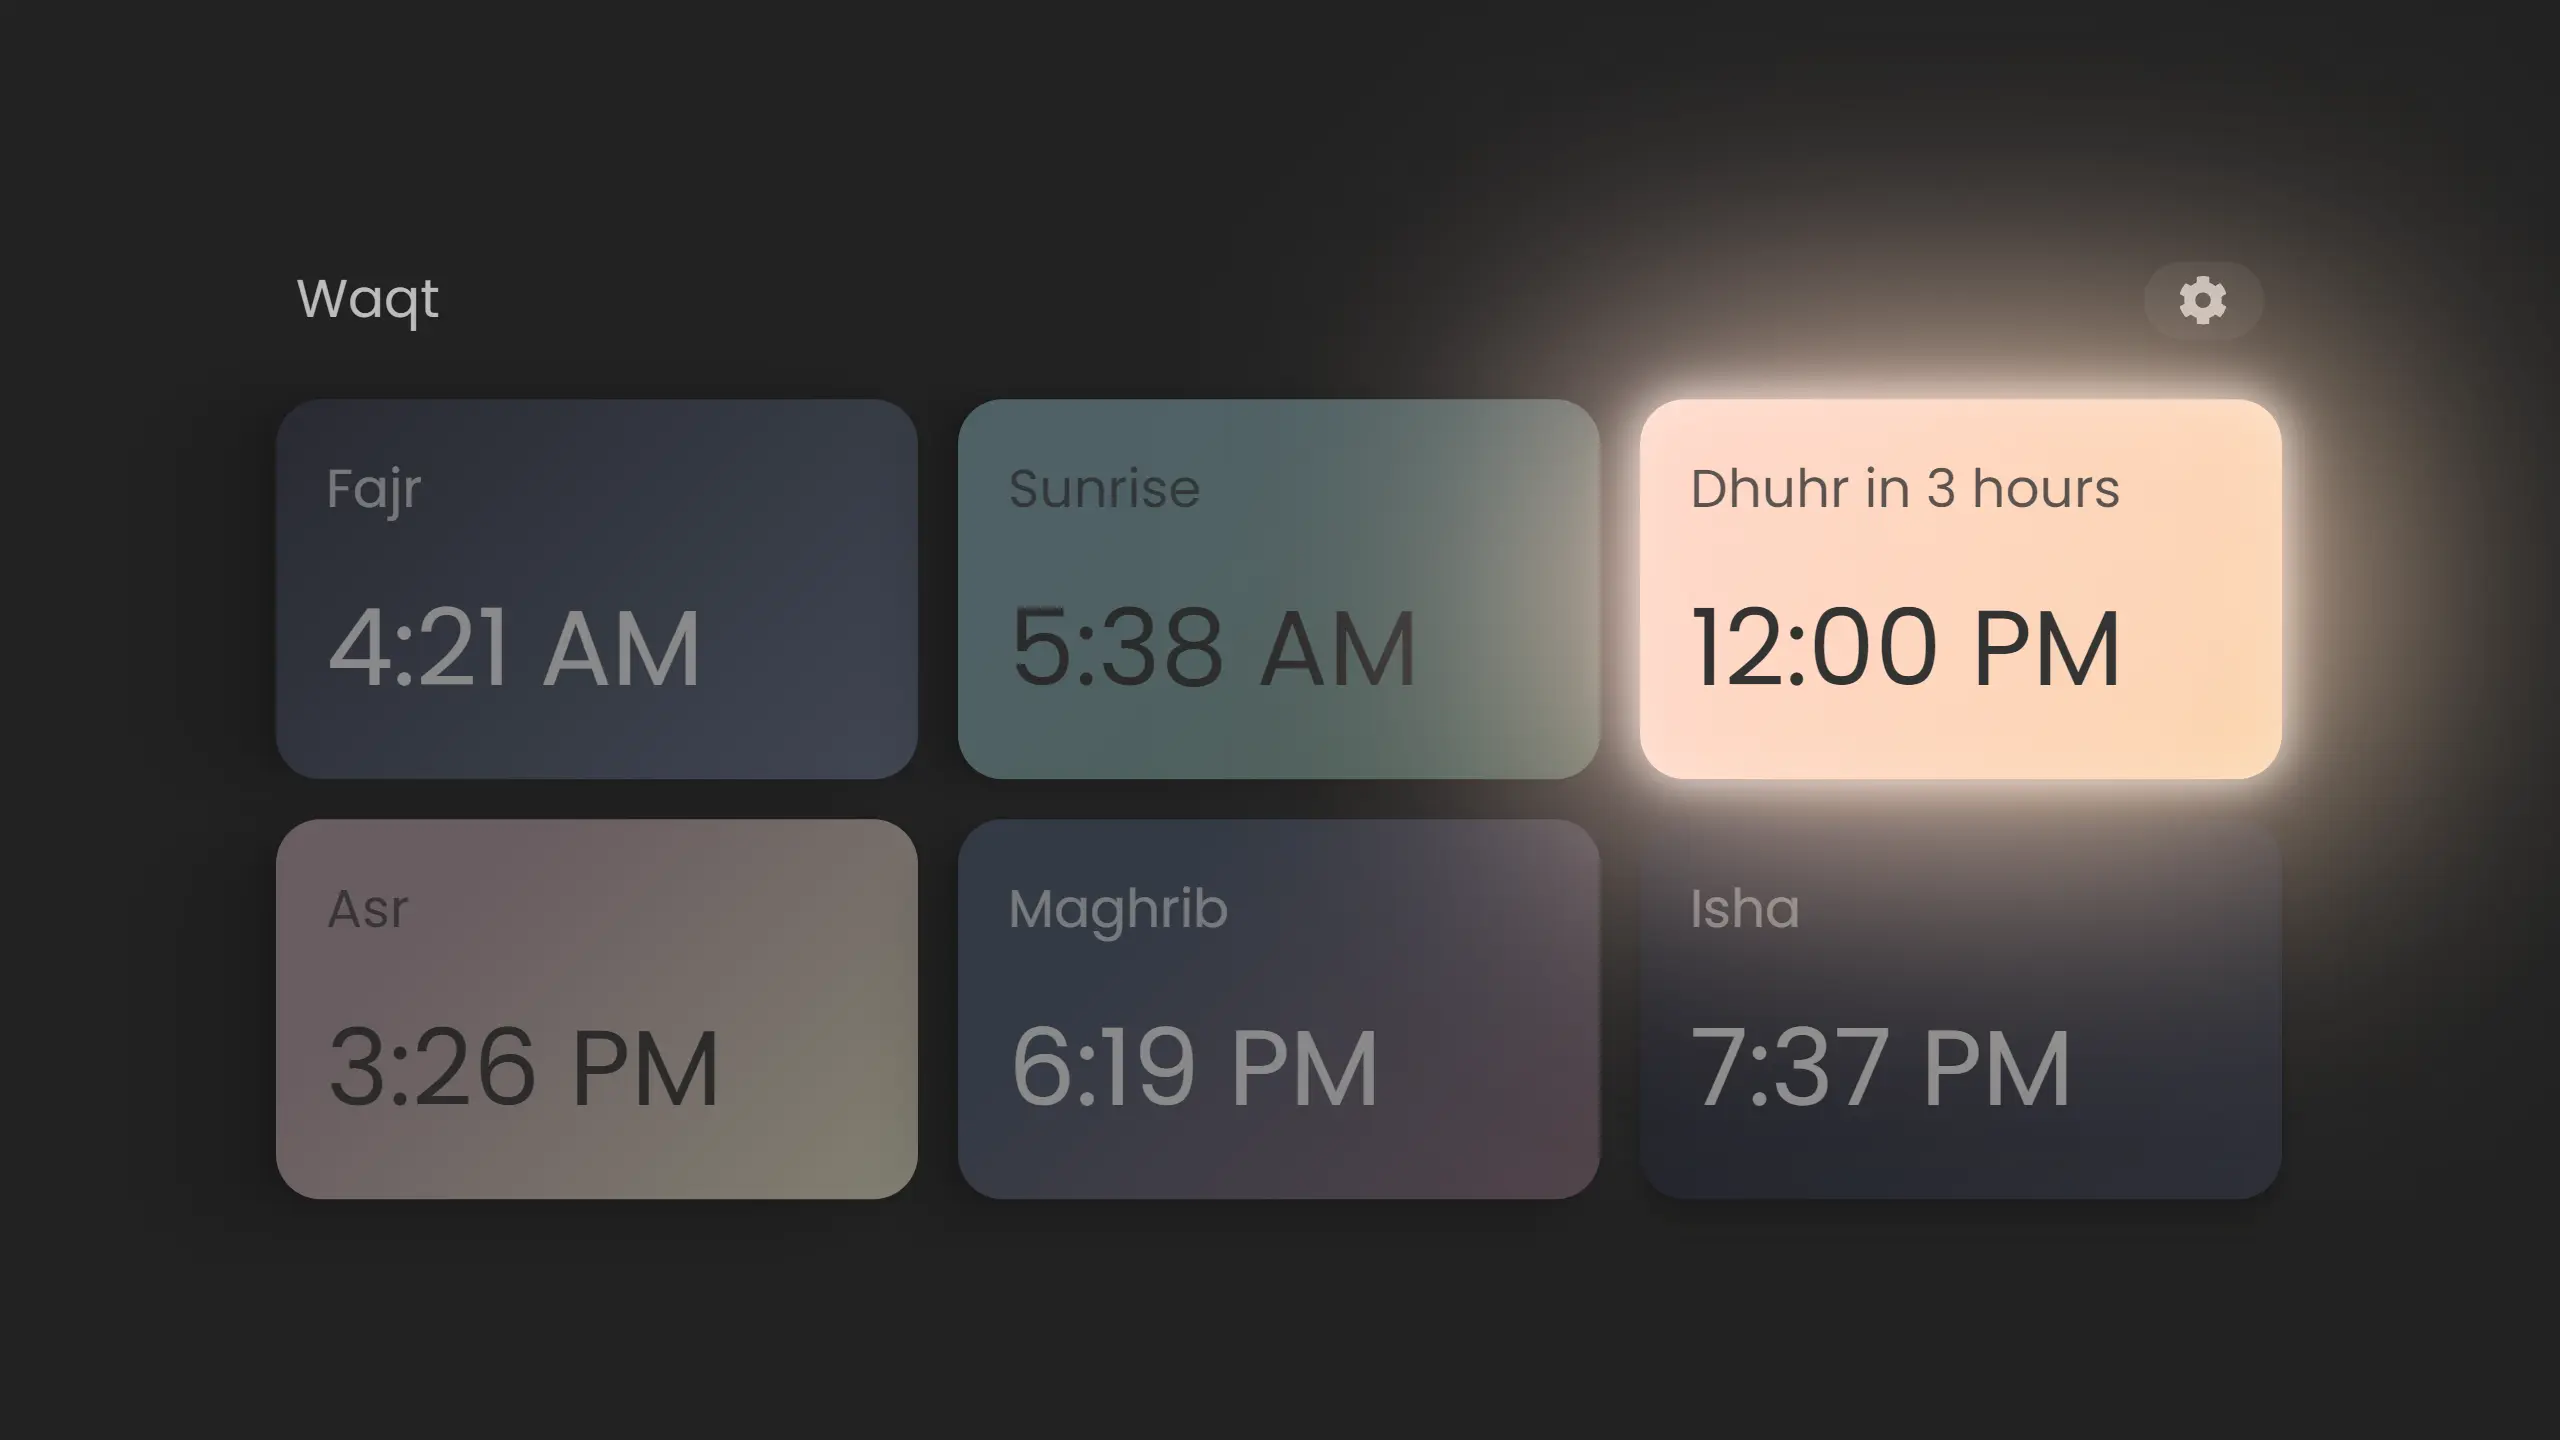 Waqt
Fajr
4:21 AM
Sunrise
5:38 AM
Dhuhr in 3 hours
12:00 PM
Asr
3:26 PM
Maghrib
6:19 PM
Isha
7:37 PM